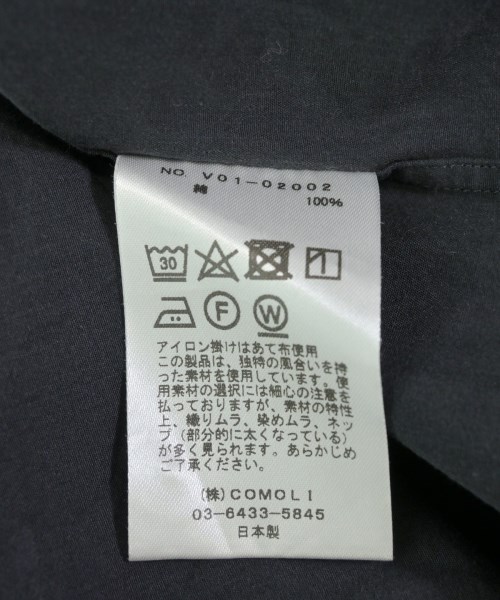 NO. V01-02002
綿 100%
30
F W
アイロン掛けはあて布使用
この製品は、独特の風合いを持
った素材を使用しています。使
用素材の選択には細心の注意を
払っておりますが、素材の特性
上、織りムラ、染めムラ、ネッ
プ（部分的に太くなっている）
が多く見られます。あらかじめ
ご了承ください。
(株) COMOLI
03-6433-5845
日本製